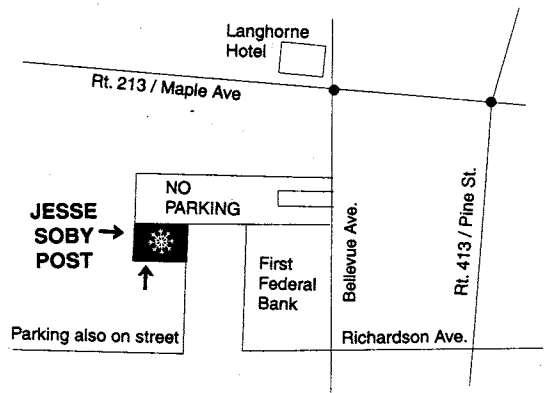 Langhorne
Hotel
Rt. 213 / Maple Ave
NO
PARKING
JESSE
SOBY
POST
First
Federal
Bank
Bellevue Ave.
Rt. 413 / Pine St.
Parking also on street
Richardson Ave.